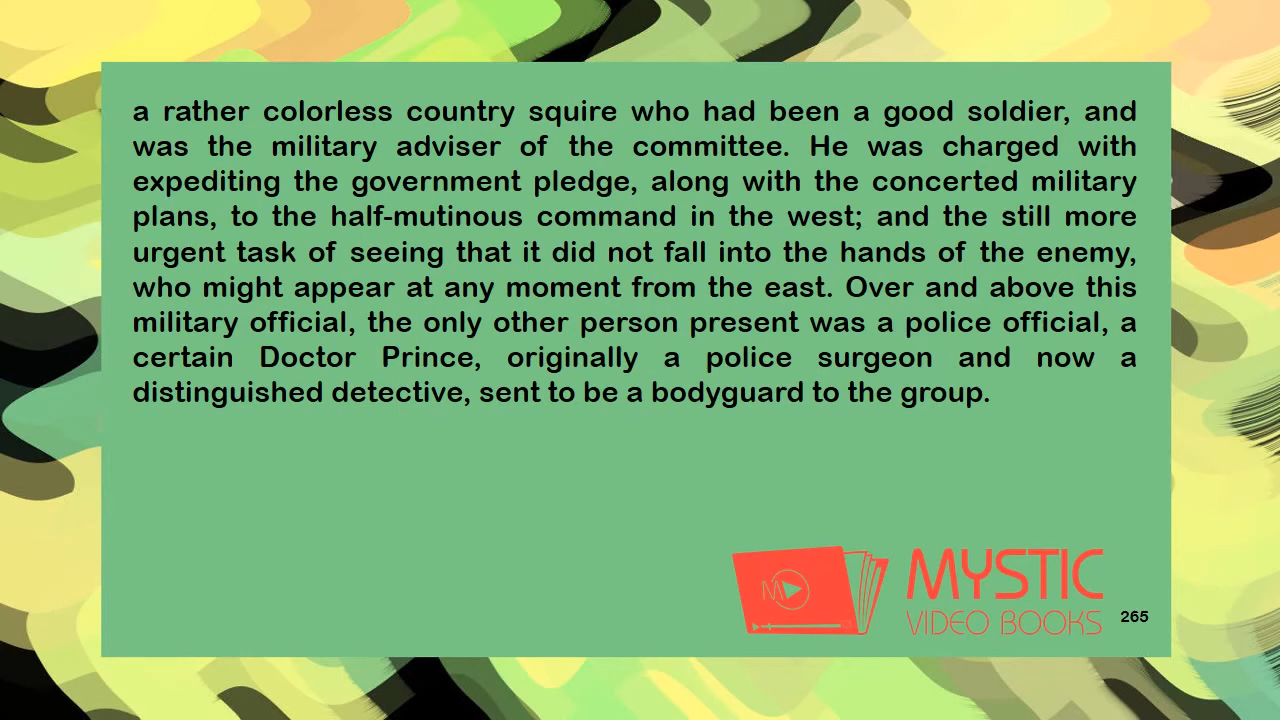 a rather colorless country squire who had been a good soldier, and
was the military adviser of the committee. He was charged with
expediting the government pledge, along with the concerted military
plans, to the half-mutinous command in the west; and the still more
urgent task of seeing that it did not fall into the hands of the enemy,
who might appear at any moment from the east. Over and above this
military official, the only other person present was a police official, a
certain Doctor Prince, originally a police surgeon and now a
distinguished detective, sent to be a bodyguard to the group.
M
MYSTIC
VIDEO BOOKS
265